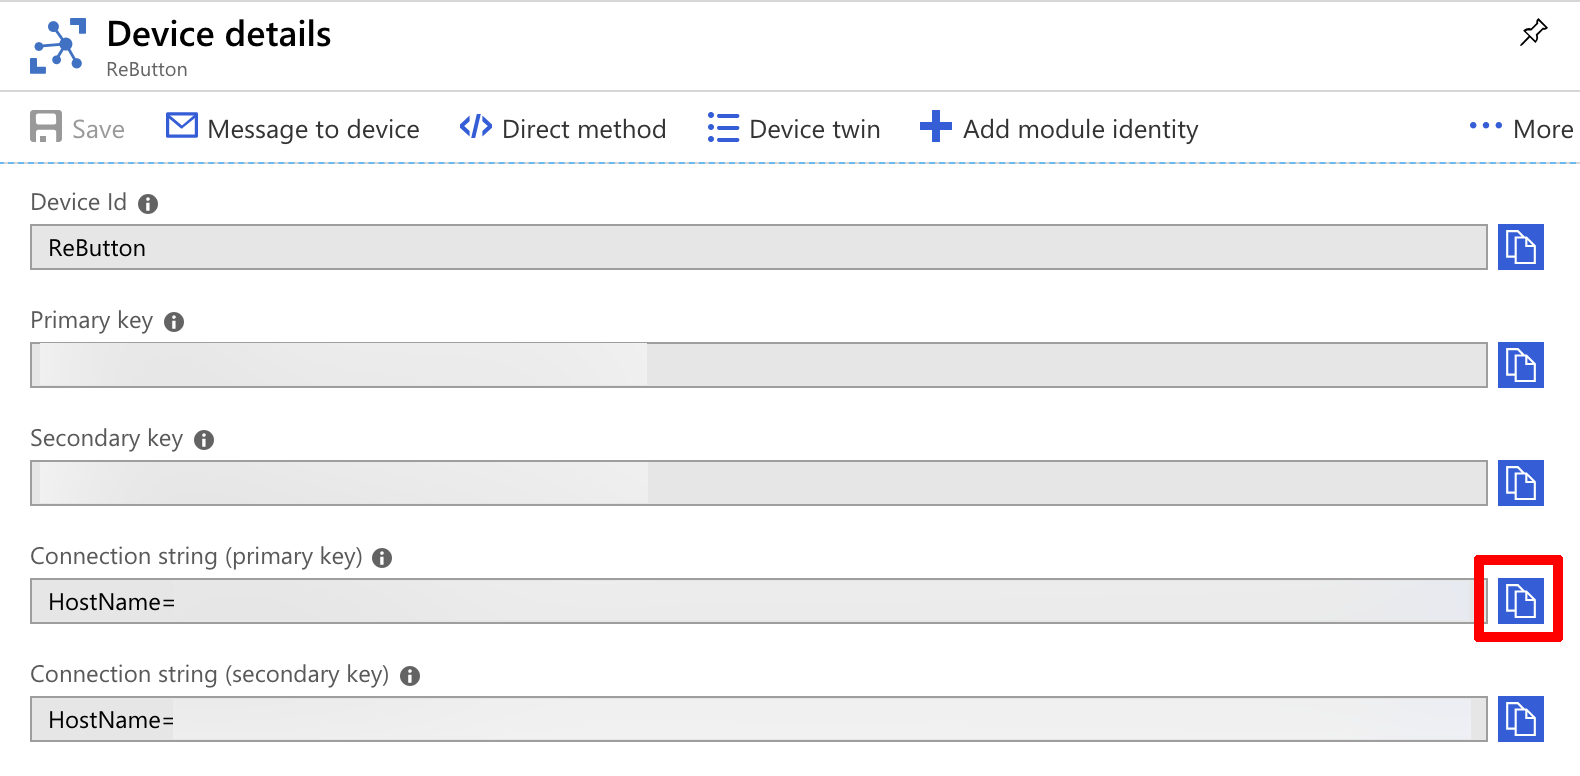 Device details
ReButton
Save Message to device Direct method Device twin Add module identity More
Device Id
ReButton
Primary key
Secondary key
Connection string (primary key)
HostName=
Connection string (secondary key)
HostName=